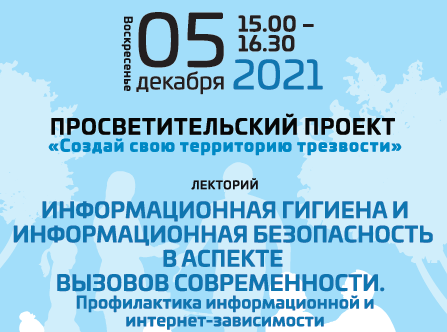 Воскресенье
05
декабря
15.00 –
16.30
2021
ПРОСВЕТИТЕЛЬСКИЙ ПРОЕКТ
«Создай свою территорию трезвости»
ЛЕКТОРИЙ
ИНФОРМАЦИОННАЯ ГИГИЕНА И
ИНФОРМАЦИОННАЯ БЕЗОПАСНОСТЬ
В АСПЕКТЕ
ВЫЗОВОВ СОВРЕМЕННОСТИ.
Профилактика информационной и
интернет-зависимости